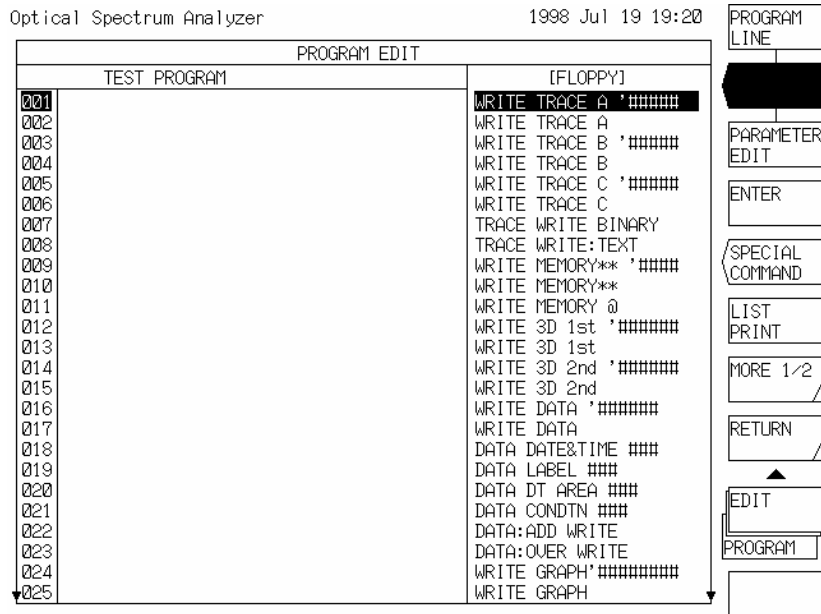 Optical Spectrum Analyzer
1998 Jul 19 19:20
PROGRAM EDIT
TEST PROGRAM
[FLOPPY]
001 WRITE TRACE A '#####
002 WRITE TRACE A
003 WRITE TRACE B '#####
004 WRITE TRACE B
005 WRITE TRACE C '#####
006 WRITE TRACE C
007 TRACE WRITE BINARY
008 TRACE WRITE:TEXT
009 WRITE MEMORY** '####
010 WRITE MEMORY**
011 WRITE MEMORY @
012 WRITE 3D 1st '######
013 WRITE 3D 1st
014 WRITE 3D 2nd '######
015 WRITE 3D 2nd
016 WRITE DATA '######
017 WRITE DATA
018 DATA DATE&TIME ###
019 DATA LABEL ###
020 DATA DT AREA ###
021 DATA CONDTN ###
022 DATA:ADD WRITE
023 DATA:OVER WRITE
024 WRITE GRAPH'########
025 WRITE GRAPH
PROGRAM
LINE
PARAMETER
EDIT
ENTER
SPECIAL
COMMAND
LIST
PRINT
MORE 1/2
RETURN
EDIT
PROGRAM